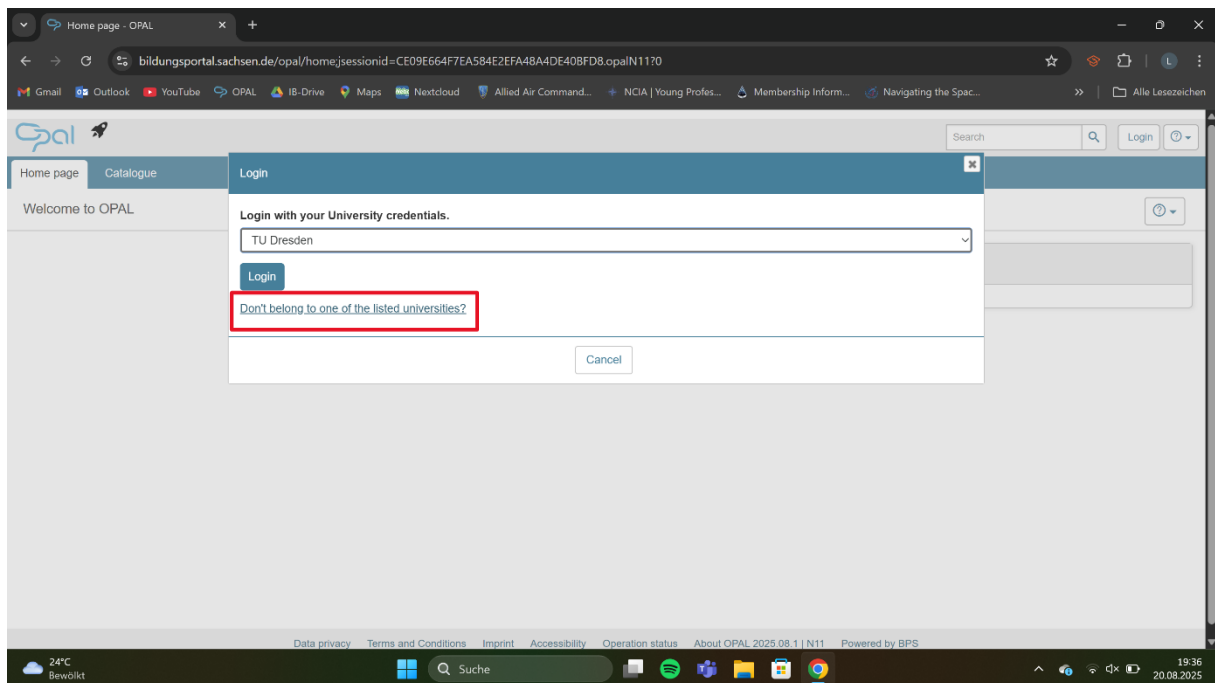 Home page - OPAL
bildungsportal.sachsen.de/opal/home;jsessionid=CE09E664F7EA584E2EFA48A4DE40BFD8.opalN11?0
L
Gmail Outlook YouTube OPAL IB-Drive Maps Nextcloud Allied Air Command... NCIA | Young Profes... Membership Inform... Navigating the Spac... » Alle Lesezeichen
Opal
Search
Login
Home page Catalogue
Login
Welcome to OPAL
Login with your University credentials.
TU Dresden
Login
Don't belong to one of the listed universities?
Cancel
Data privacy Terms and Conditions Imprint Accessibility Operation status About OPAL 2025.08.1 | N11 Powered by BPS
24°C
Bewölkt
Suche
19:36
20.08.2025